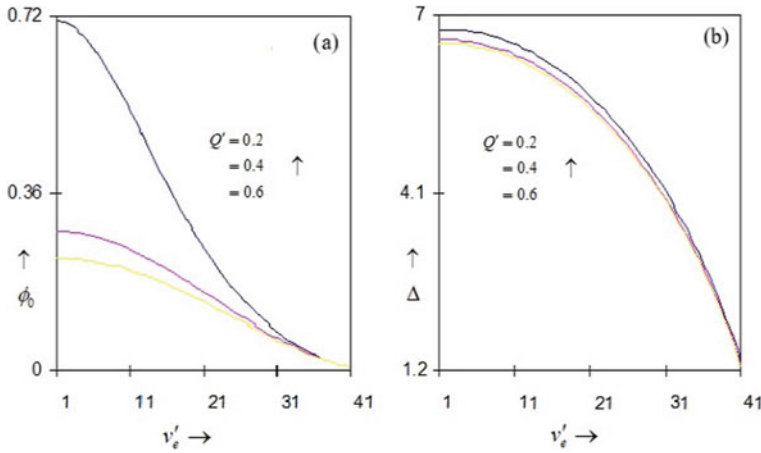 0.72
(a)
Q′ = 0.2
= 0.4 ↑
= 0.6
0.36
↑
ϕ₀
0
1 11 21 31 41
v′ₑ →
7
(b)
Q′ = 0.2
= 0.4 ↑
= 0.6
4.1
↑
Δ
1.2
1 11 21 31 41
v′ₑ →